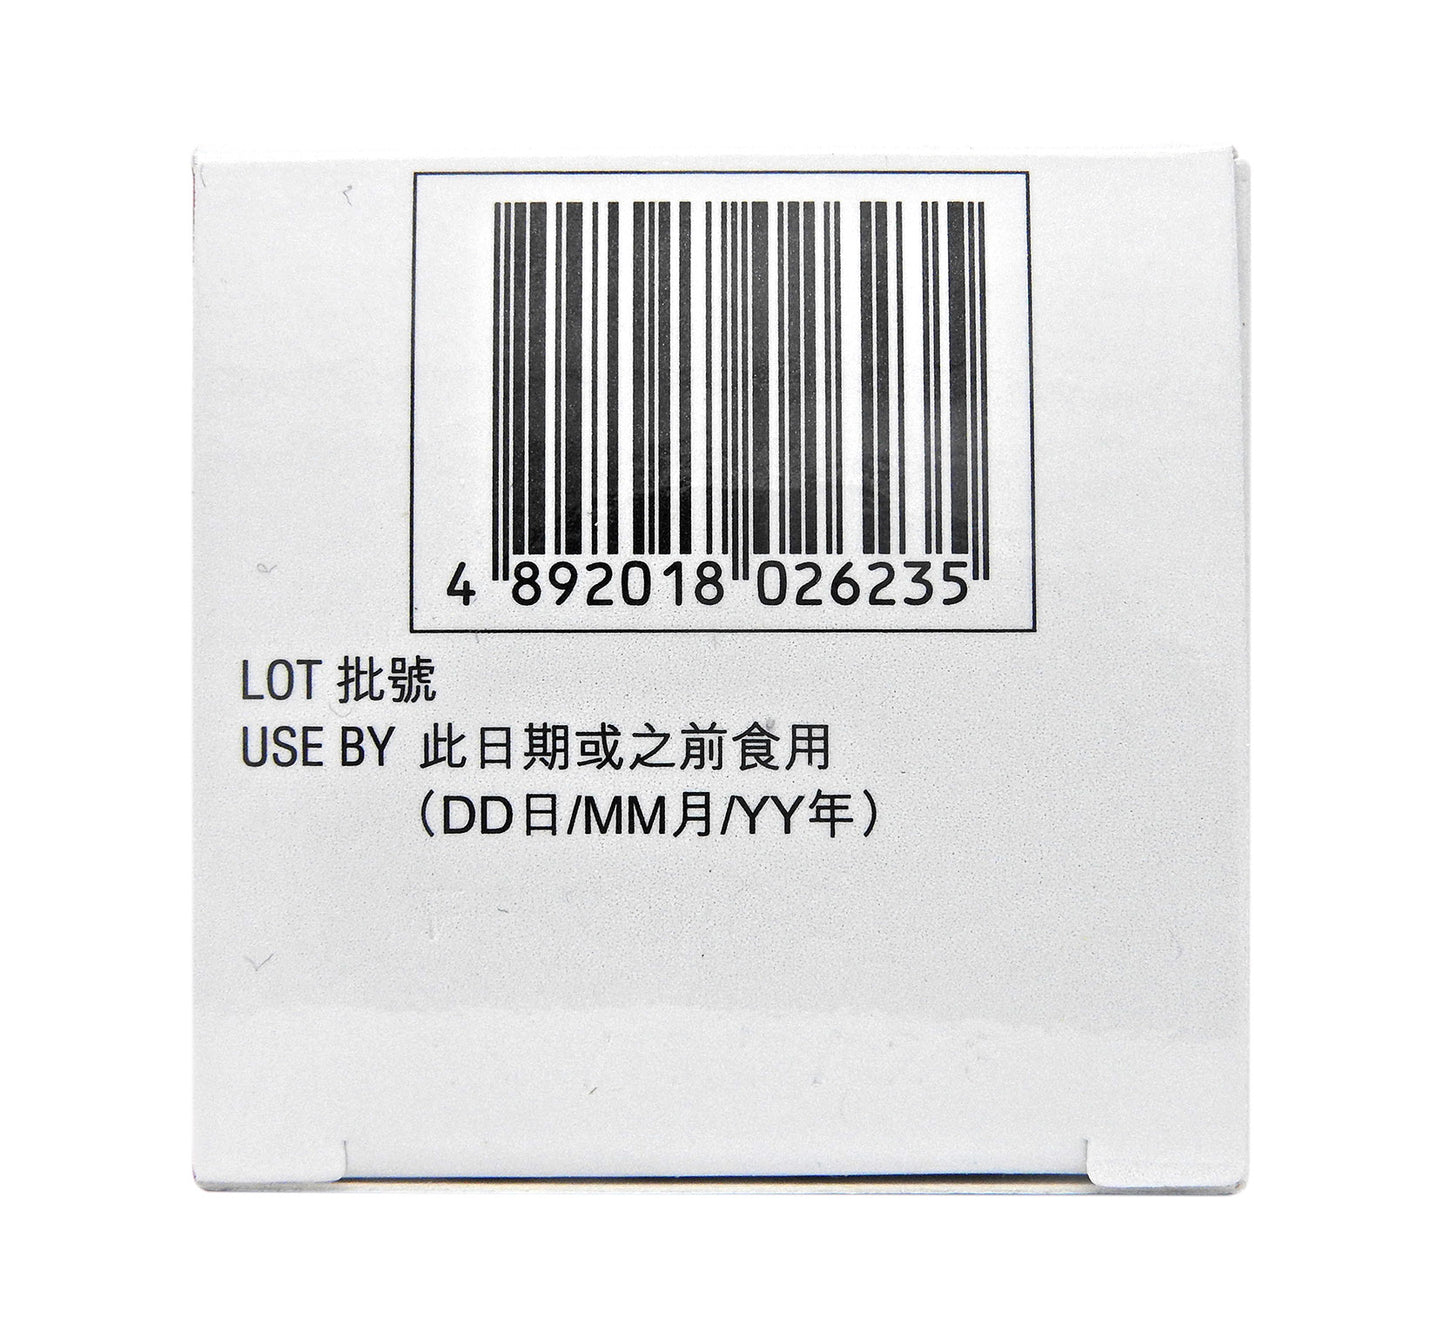 4 892018 026235
LOT 批號
USE BY 此日期或之前食用
（DD日/MM月/YY年）